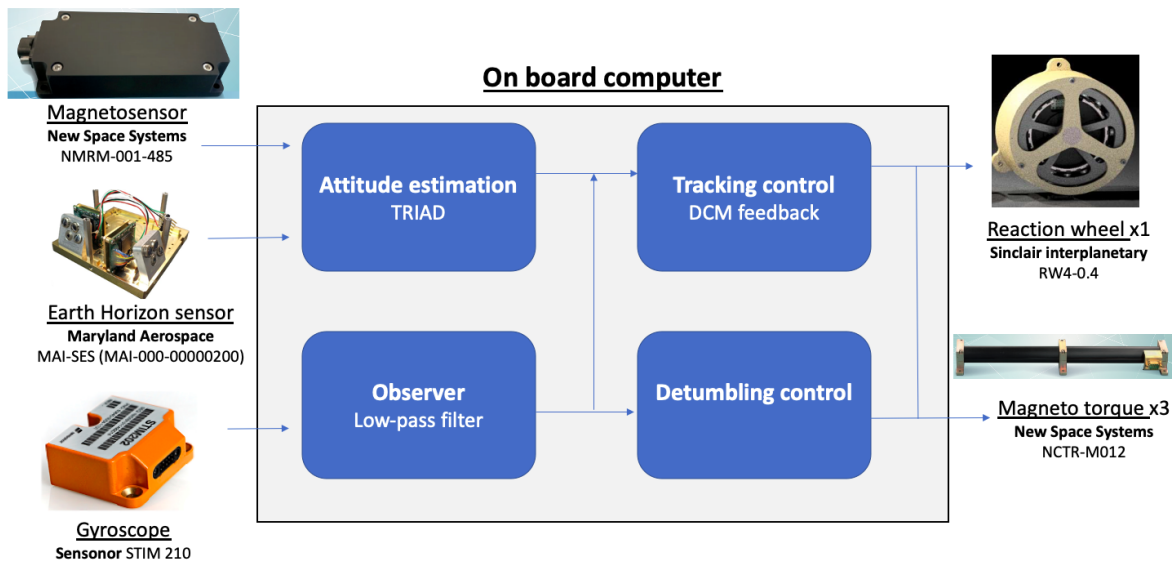 On board computer
Magnetosensor
New Space Systems
NMRM-001-485
Earth Horizon sensor
Maryland Aerospace
MAI-SES (MAI-000-00000200)
STIM202
Gyroscope
Sensonor STIM 210
Attitude estimation
TRIAD
Tracking control
DCM feedback
Observer
Low-pass filter
Detumbling control
Reaction wheel x1
Sinclair interplanetary
RW4-0.4
Magneto torque x3
New Space Systems
NCTR-M012